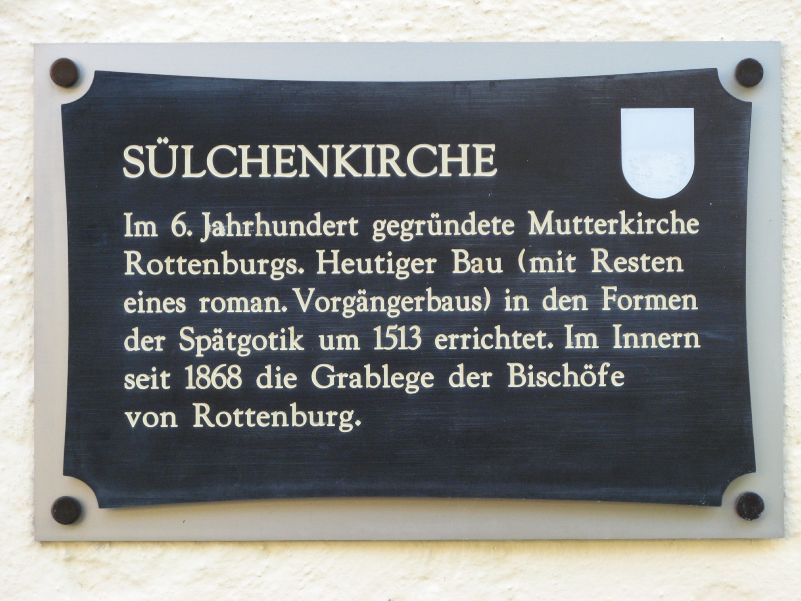 SÜLCHENKIRCHE
Im 6. Jahrhundert gegründete Mutterkirche
Rottenburgs. Heutiger Bau (mit Resten
eines roman. Vorgängerbaus) in den Formen
der Spätgotik um 1513 errichtet. Im Innern
seit 1868 die Grablege der Bischöfe
von Rottenburg.